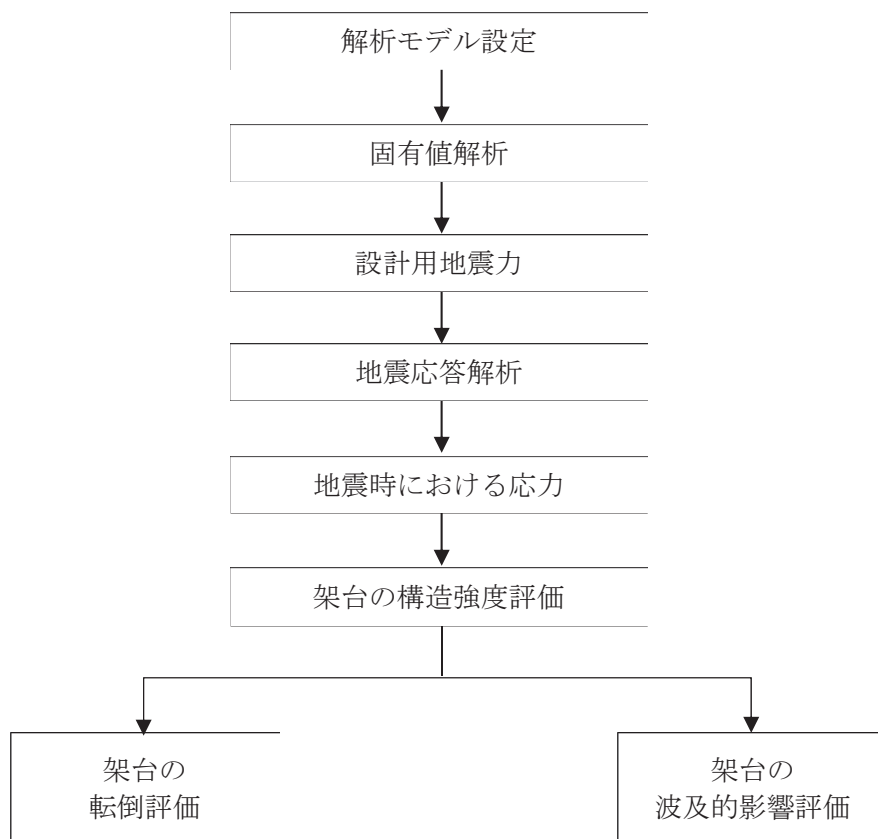 解析モデル設定
固有値解析
設計用地震力
地震応答解析
地震時における応力
架台の構造強度評価
架台の
転倒評価
架台の
波及的影響評価